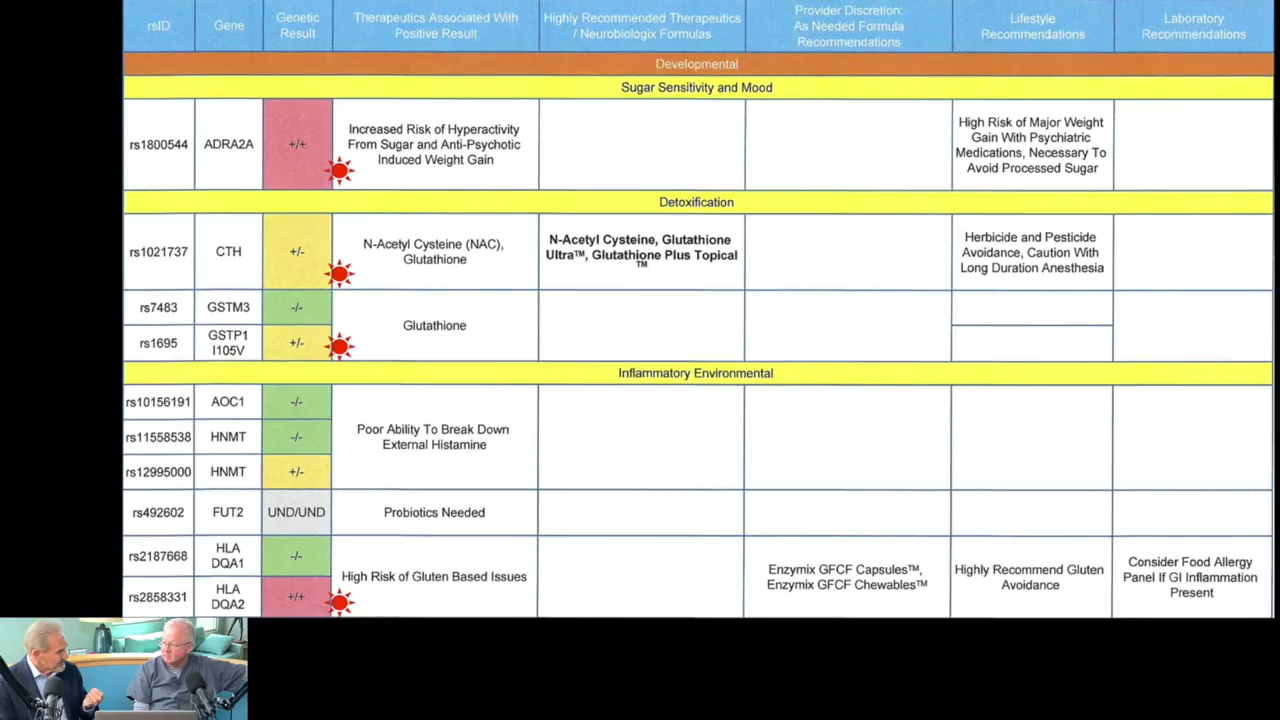 rsID
Gene
Genetic
Result
Therapeutics Associated With
Positive Result
Highly Recommended Therapeutics
/ Neurobiologix Formulas
Provider Discretion:
As Needed Formula
Recommendations
Lifestyle
Recommendations
Laboratory
Recommendations
Developmental
Sugar Sensitivity and Mood
rs1800544
ADRA2A
+/+
Increased Risk of Hyperactivity
From Sugar and Anti-Psychotic
Induced Weight Gain
High Risk of Major Weight
Gain With Psychiatric
Medications, Necessary To
Avoid Processed Sugar
Detoxification
rs1021737
CTH
+/-
N-Acetyl Cysteine (NAC),
Glutathione
N-Acetyl Cysteine, Glutathione
Ultra™, Glutathione Plus Topical
™
Herbicide and Pesticide
Avoidance, Caution With
Long Duration Anesthesia
rs7483
GSTM3
-/-
Glutathione
rs1695
GSTP1
I105V
+/-
Inflammatory Environmental
rs10156191
AOC1
-/-
Poor Ability To Break Down
External Histamine
rs11558538
HNMT
-/-
rs12995000
HNMT
+/-
rs492602
FUT2
UND/UND
Probiotics Needed
rs2187668
HLA
DQA1
-/-
High Risk of Gluten Based Issues
Enzymix GFCF Capsules™,
Enzymix GFCF Chewables™
Highly Recommend Gluten
Avoidance
Consider Food Allergy
Panel If GI Inflammation
Present
rs2858331
HLA
DQA2
+/+